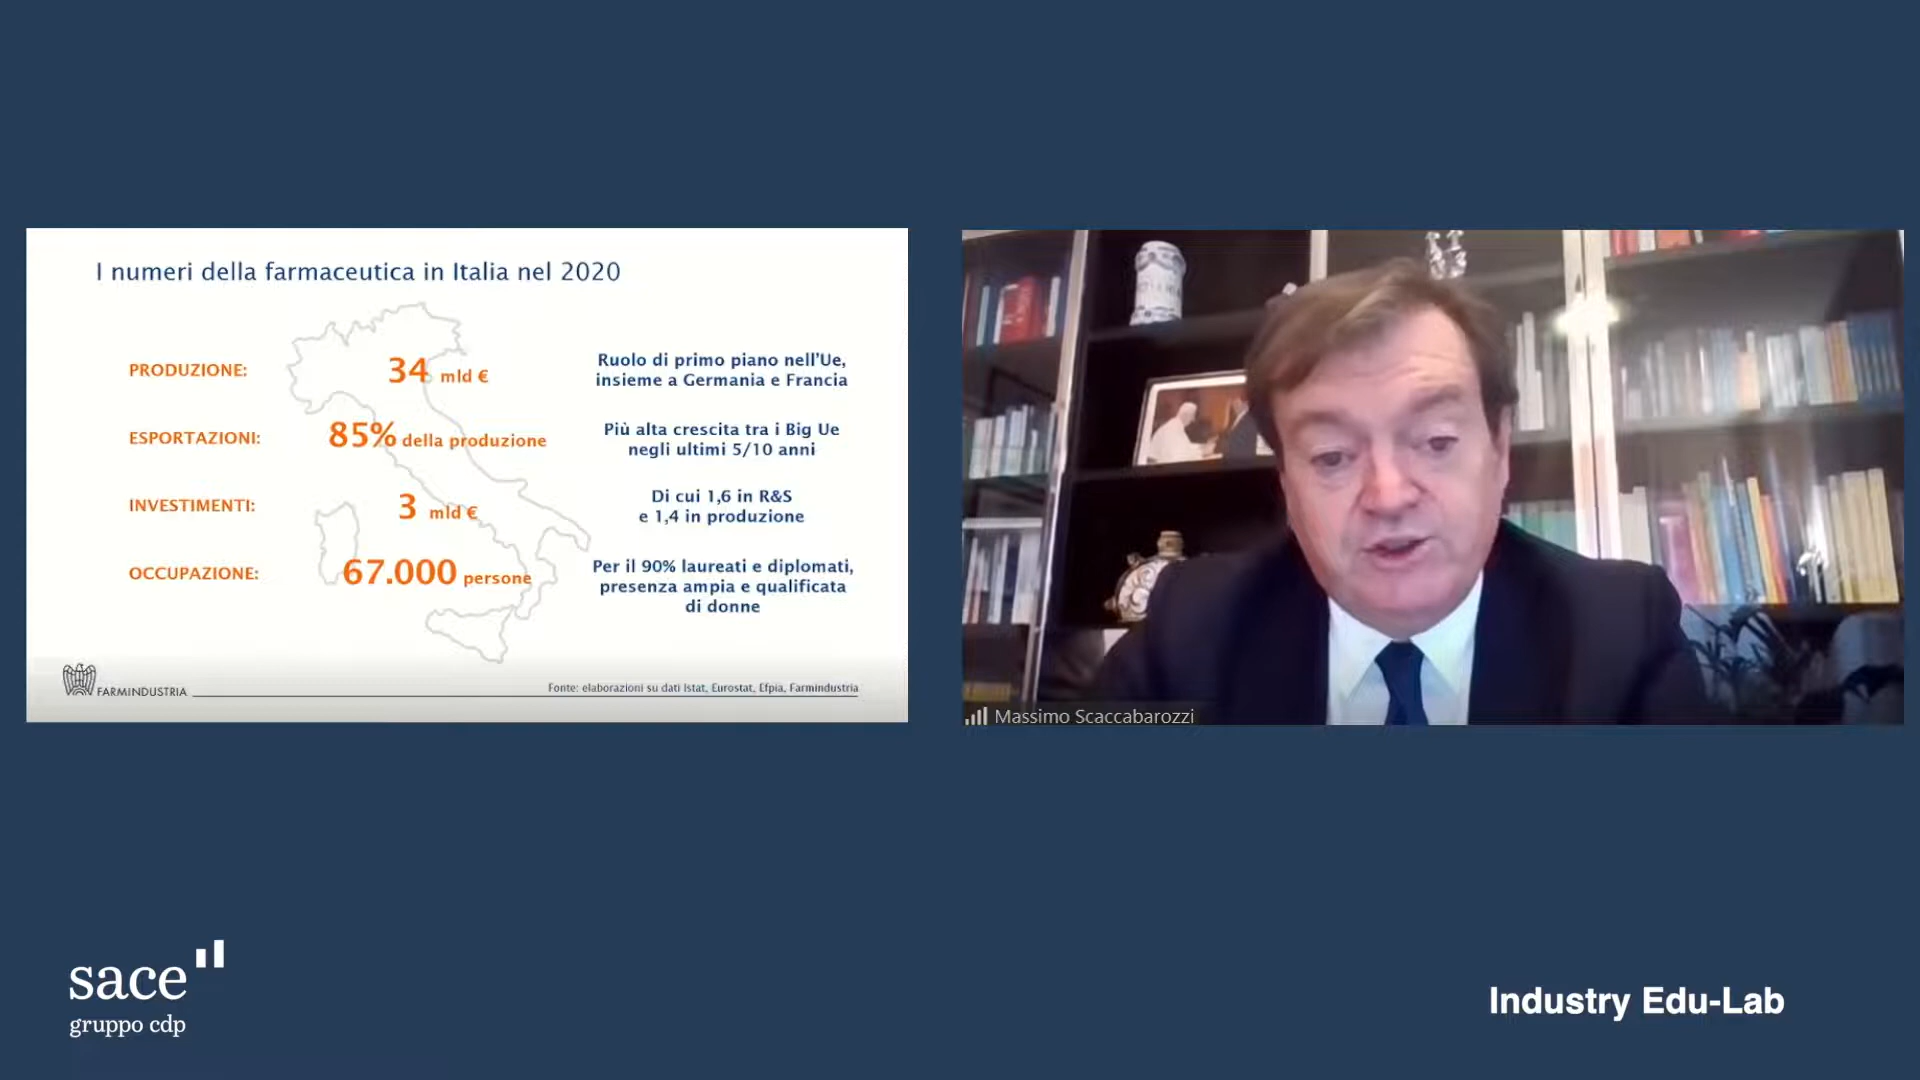 I numeri della farmaceutica in Italia nel 2020
PRODUZIONE:
34 mld €
Ruolo di primo piano nell'Ue,
insieme a Germania e Francia
ESPORTAZIONI:
85% della produzione
Più alta crescita tra i Big Ue
negli ultimi 5/10 anni
INVESTIMENTI:
3 mld €
Di cui 1,6 in R&S
e 1,4 in produzione
OCCUPAZIONE:
67.000 persone
Per il 90% laureati e diplomati,
presenza ampia e qualificata
di donne
FARMINDUSTRIA
Fonte: elaborazioni su dati Istat, Eurostat, Efpia, Farmindustria
Massimo Scaccabarozzi
sace
gruppo cdp
Industry Edu-Lab